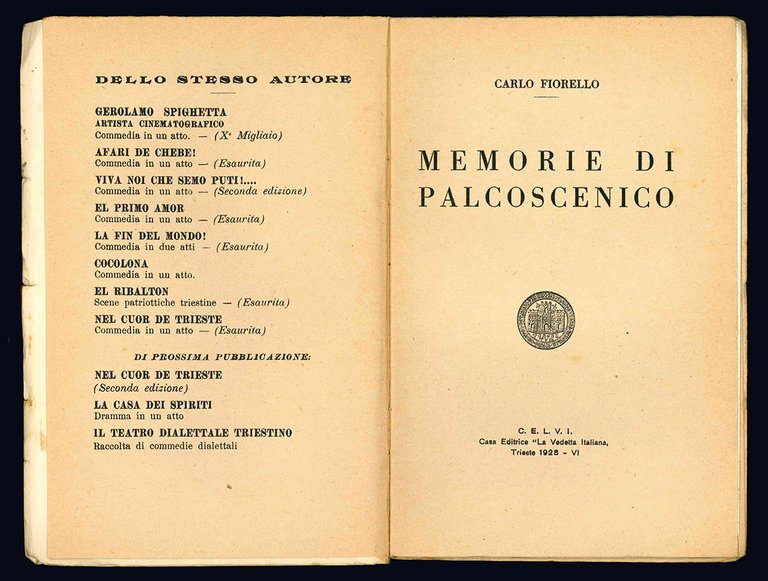 DELLO STESSO AUTORE
GEROLAMO SPIGHETTA
ARTISTA CINEMATOGRAFICO
Commedia in un atto. — (Xº Migliaio)
AFARI DE CHEBE!
Commedia in un atto — (Esaurita)
VIVA NOI CHE SEMO PUTI!....
Commedia in un atto — (Seconda edizione)
EL PRIMO AMOR
Commedia in un atto — (Esaurita)
LA FIN DEL MONDO!
Commedia in due atti — (Esaurita)
COCOLONA
Commedia in un atto.
EL RIBALTON
Scene patriottiche triestine — (Esaurita)
NEL CUOR DE TRIESTE
Commedia in un atto — (Esaurita)
DI PROSSIMA PUBBLICAZIONE:
NEL CUOR DE TRIESTE
(Seconda edizione)
LA CASA DEI SPIRITI
Dramma in un atto
IL TEATRO DIALETTALE TRIESTINO
Raccolta di commedie dialettali
CARLO FIORELLO
MEMORIE DI
PALCOSCENICO
C. E. L. V. I.
Casa Editrice "La Vedetta Italiana,
Trieste 1928 - VI